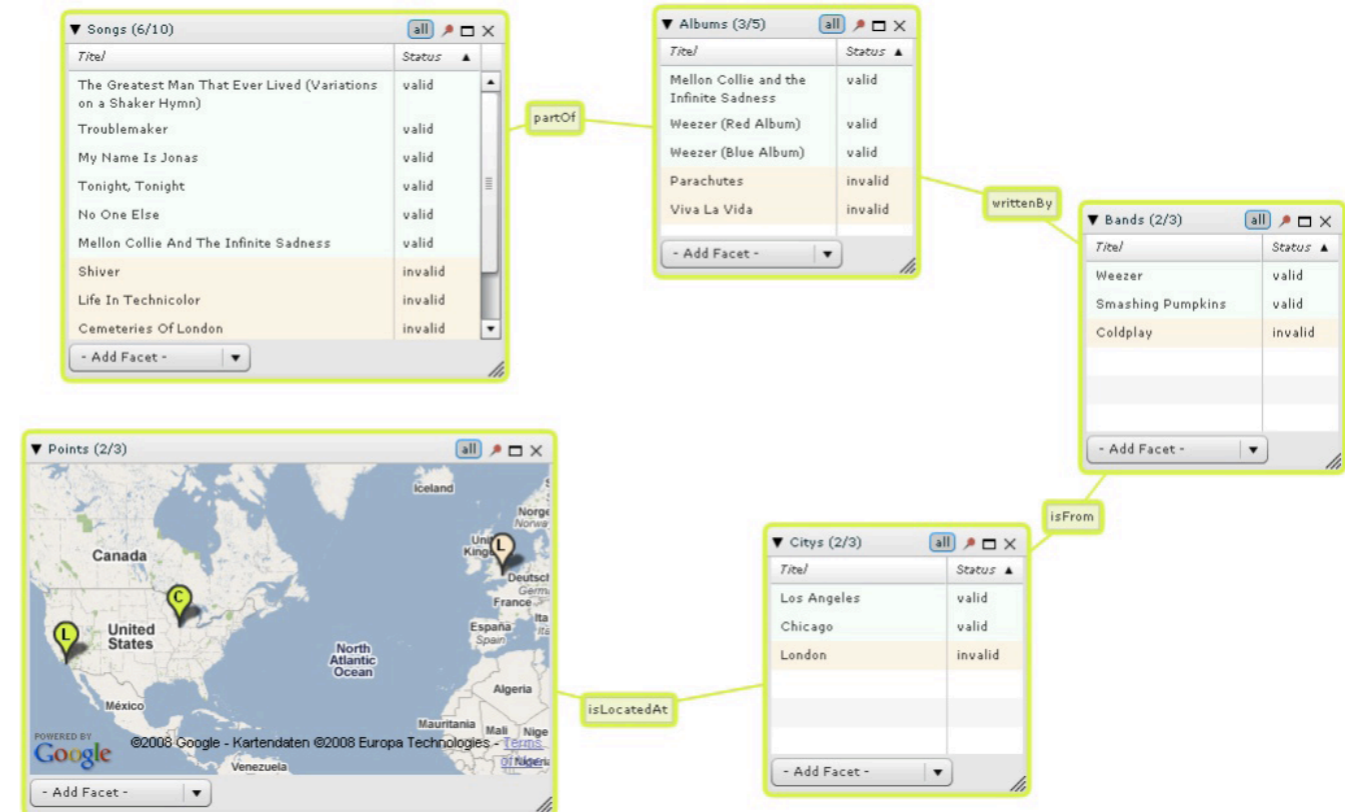 Songs (6/10) all
Titel Status
The Greatest Man That Ever Lived (Variations valid
on a Shaker Hymn)
Troublemaker valid
My Name Is Jonas valid
Tonight, Tonight valid
No One Else valid
Mellon Collie And The Infinite Sadness valid
Shiver invalid
Life In Technicolor invalid
Cemeteries Of London invalid
- Add Facet -
partOf
Albums (3/5) all
Titel Status
Mellon Collie and the valid
Infinite Sadness
Weezer (Red Album) valid
Weezer (Blue Album) valid
Parachutes invalid
Viva La Vida invalid
- Add Facet -
writtenBy
Bands (2/3) all
Titel Status
Weezer valid
Smashing Pumpkins valid
Coldplay invalid
- Add Facet -
isFrom
Citys (2/3) all
Titel Status
Los Angeles valid
Chicago valid
London invalid
- Add Facet -
isLocatedAt
Points (2/3) all
Iceland
Norge
Norwa
Canada
L
Deutsch
Germ
C
France
L
United
States
España
Spain
Ita
North
Atlantic
Ocean
Algeria
México
Mauritania
Mali Nige
POWERED BY
Google
©2008 Google - Kartendaten ©2008 Europa Technologies - Terms
Venezuela
- Add Facet -